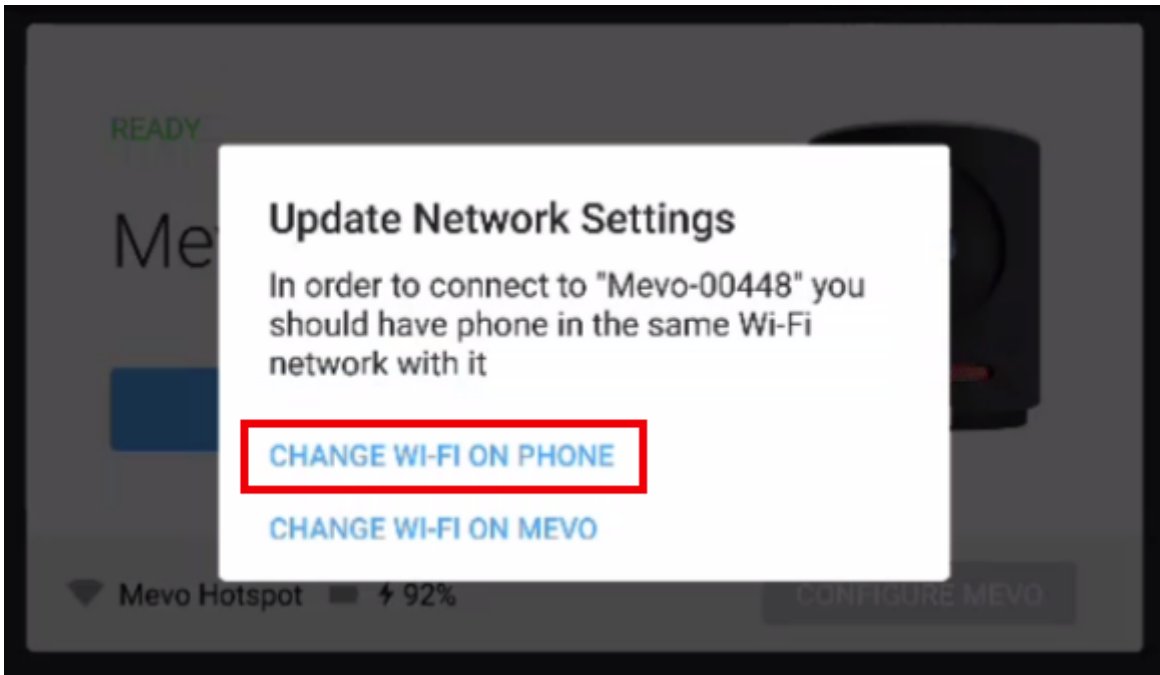 READY
Me
Update Network Settings
In order to connect to "Mevo-00448" you
should have phone in the same Wi-Fi
network with it
CHANGE WI-FI ON PHONE
CHANGE WI-FI ON MEVO
Mevo Hotspot 92%
CONFIGURE MEVO